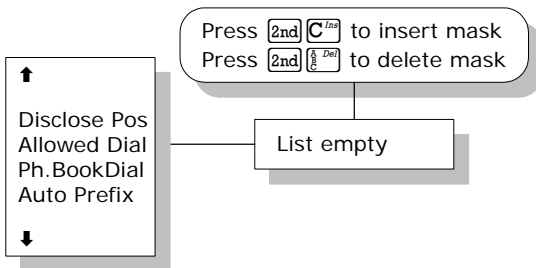 Press 2nd C Ins to insert mask
Press 2nd A B C Del to delete mask
Disclose Pos
Allowed Dial
Ph.BookDial
Auto Prefix
List empty